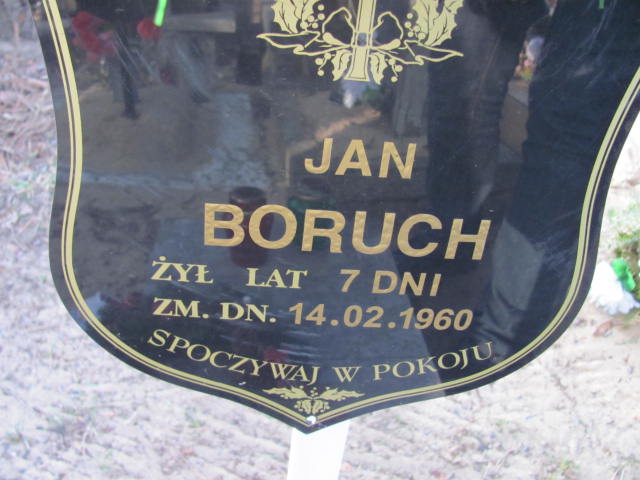 JAN
BORUCH
ŻYŁ LAT 7 DNI
ZM. DN. 14.02.1960
SPOCZYWAJ W POKOJU